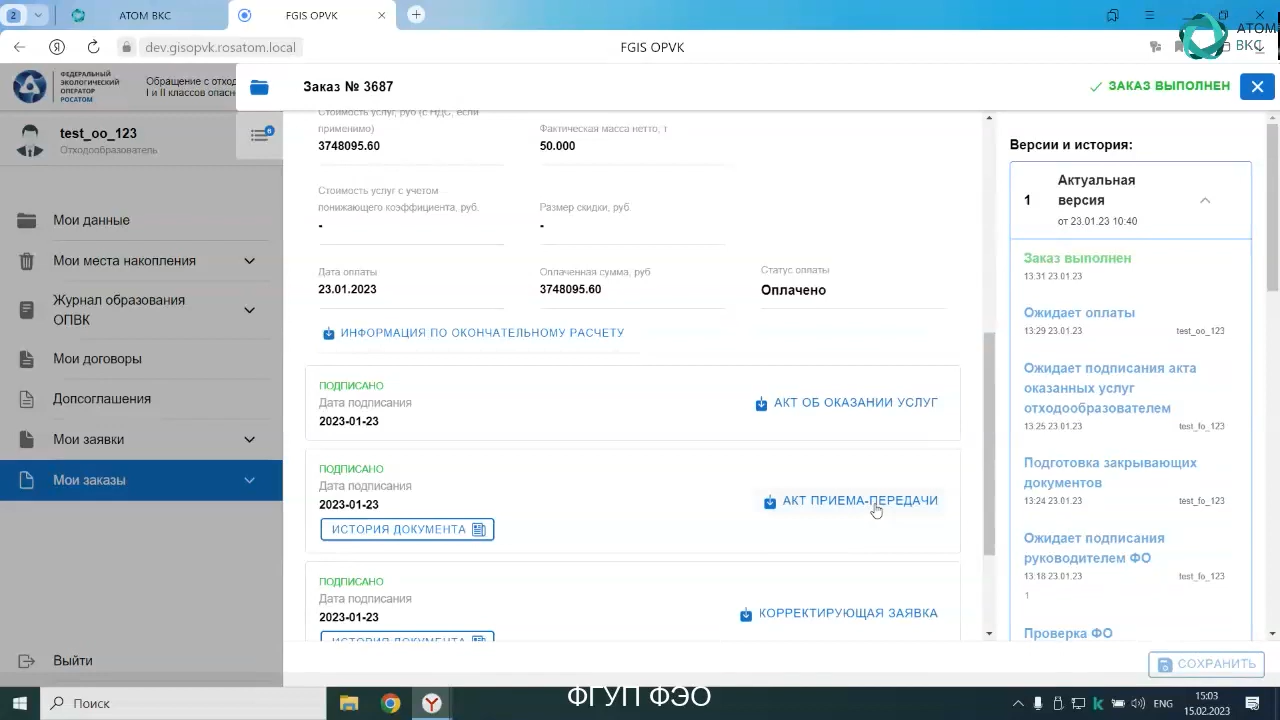 2
АТОМ ВКС
FGIS OPVK
dev.gisopvk.rosatom.local
FGIS OPVK
АТОМ
ВКС
ФЕДЕРАЛЬНЫЙ
ЭКОЛОГИЧЕСКИЙ
ОПЕРАТОР
РОСАТОМ
Обращение с отход
I и II классов опасно
test_oo_123
Отходообразователь
6
Мои данные
Мои места накопления
Журнал образования
ОПВК
Мои договоры
Допсоглашения
Мои заявки
Мои заказы
Выйти
Заказ № 3687
ЗАКАЗ ВЫПОЛНЕН
Стоимость услуг, руб (с НДС, если
применимо)
3748095.60
Фактическая масса нетто, т
50.000
Стоимость услуг с учетом
понижающего коэффициента, руб.
-
Размер скидки, руб.
-
Дата оплаты
23.01.2023
Оплаченная сумма, руб
3748095.60
Статус оплаты
Оплачено
ИНФОРМАЦИЯ ПО ОКОНЧАТЕЛЬНОМУ РАСЧЕТУ
ПОДПИСАНО
Дата подписания
2023-01-23
АКТ ОБ ОКАЗАНИИ УСЛУГ
ПОДПИСАНО
Дата подписания
2023-01-23
ИСТОРИЯ ДОКУМЕНТА
АКТ ПРИЕМА-ПЕРЕДАЧИ
ПОДПИСАНО
Дата подписания
2023-01-23
ИСТОРИЯ ДОКУМЕНТА
КОРРЕКТИРУЮЩАЯ ЗАЯВКА
Версии и история:
1
Актуальная
версия
от 23.01.23 10:40
Заказ выполнен
13:31 23.01.23
Ожидает оплаты
13:29 23.01.23 test_oo_123
Ожидает подписания акта
оказанных услуг
отходообразователем
13:25 23.01.23 test_fo_123
Подготовка закрывающих
документов
13:24 23.01.23 test_fo_123
Ожидает подписания
руководителем ФО
13:18 23.01.23 test_fo_123
1
Проверка ФО
СОХРАНИТЬ
Поиск
ФГУП ФЭО
ENG
15:03
15.02.2023